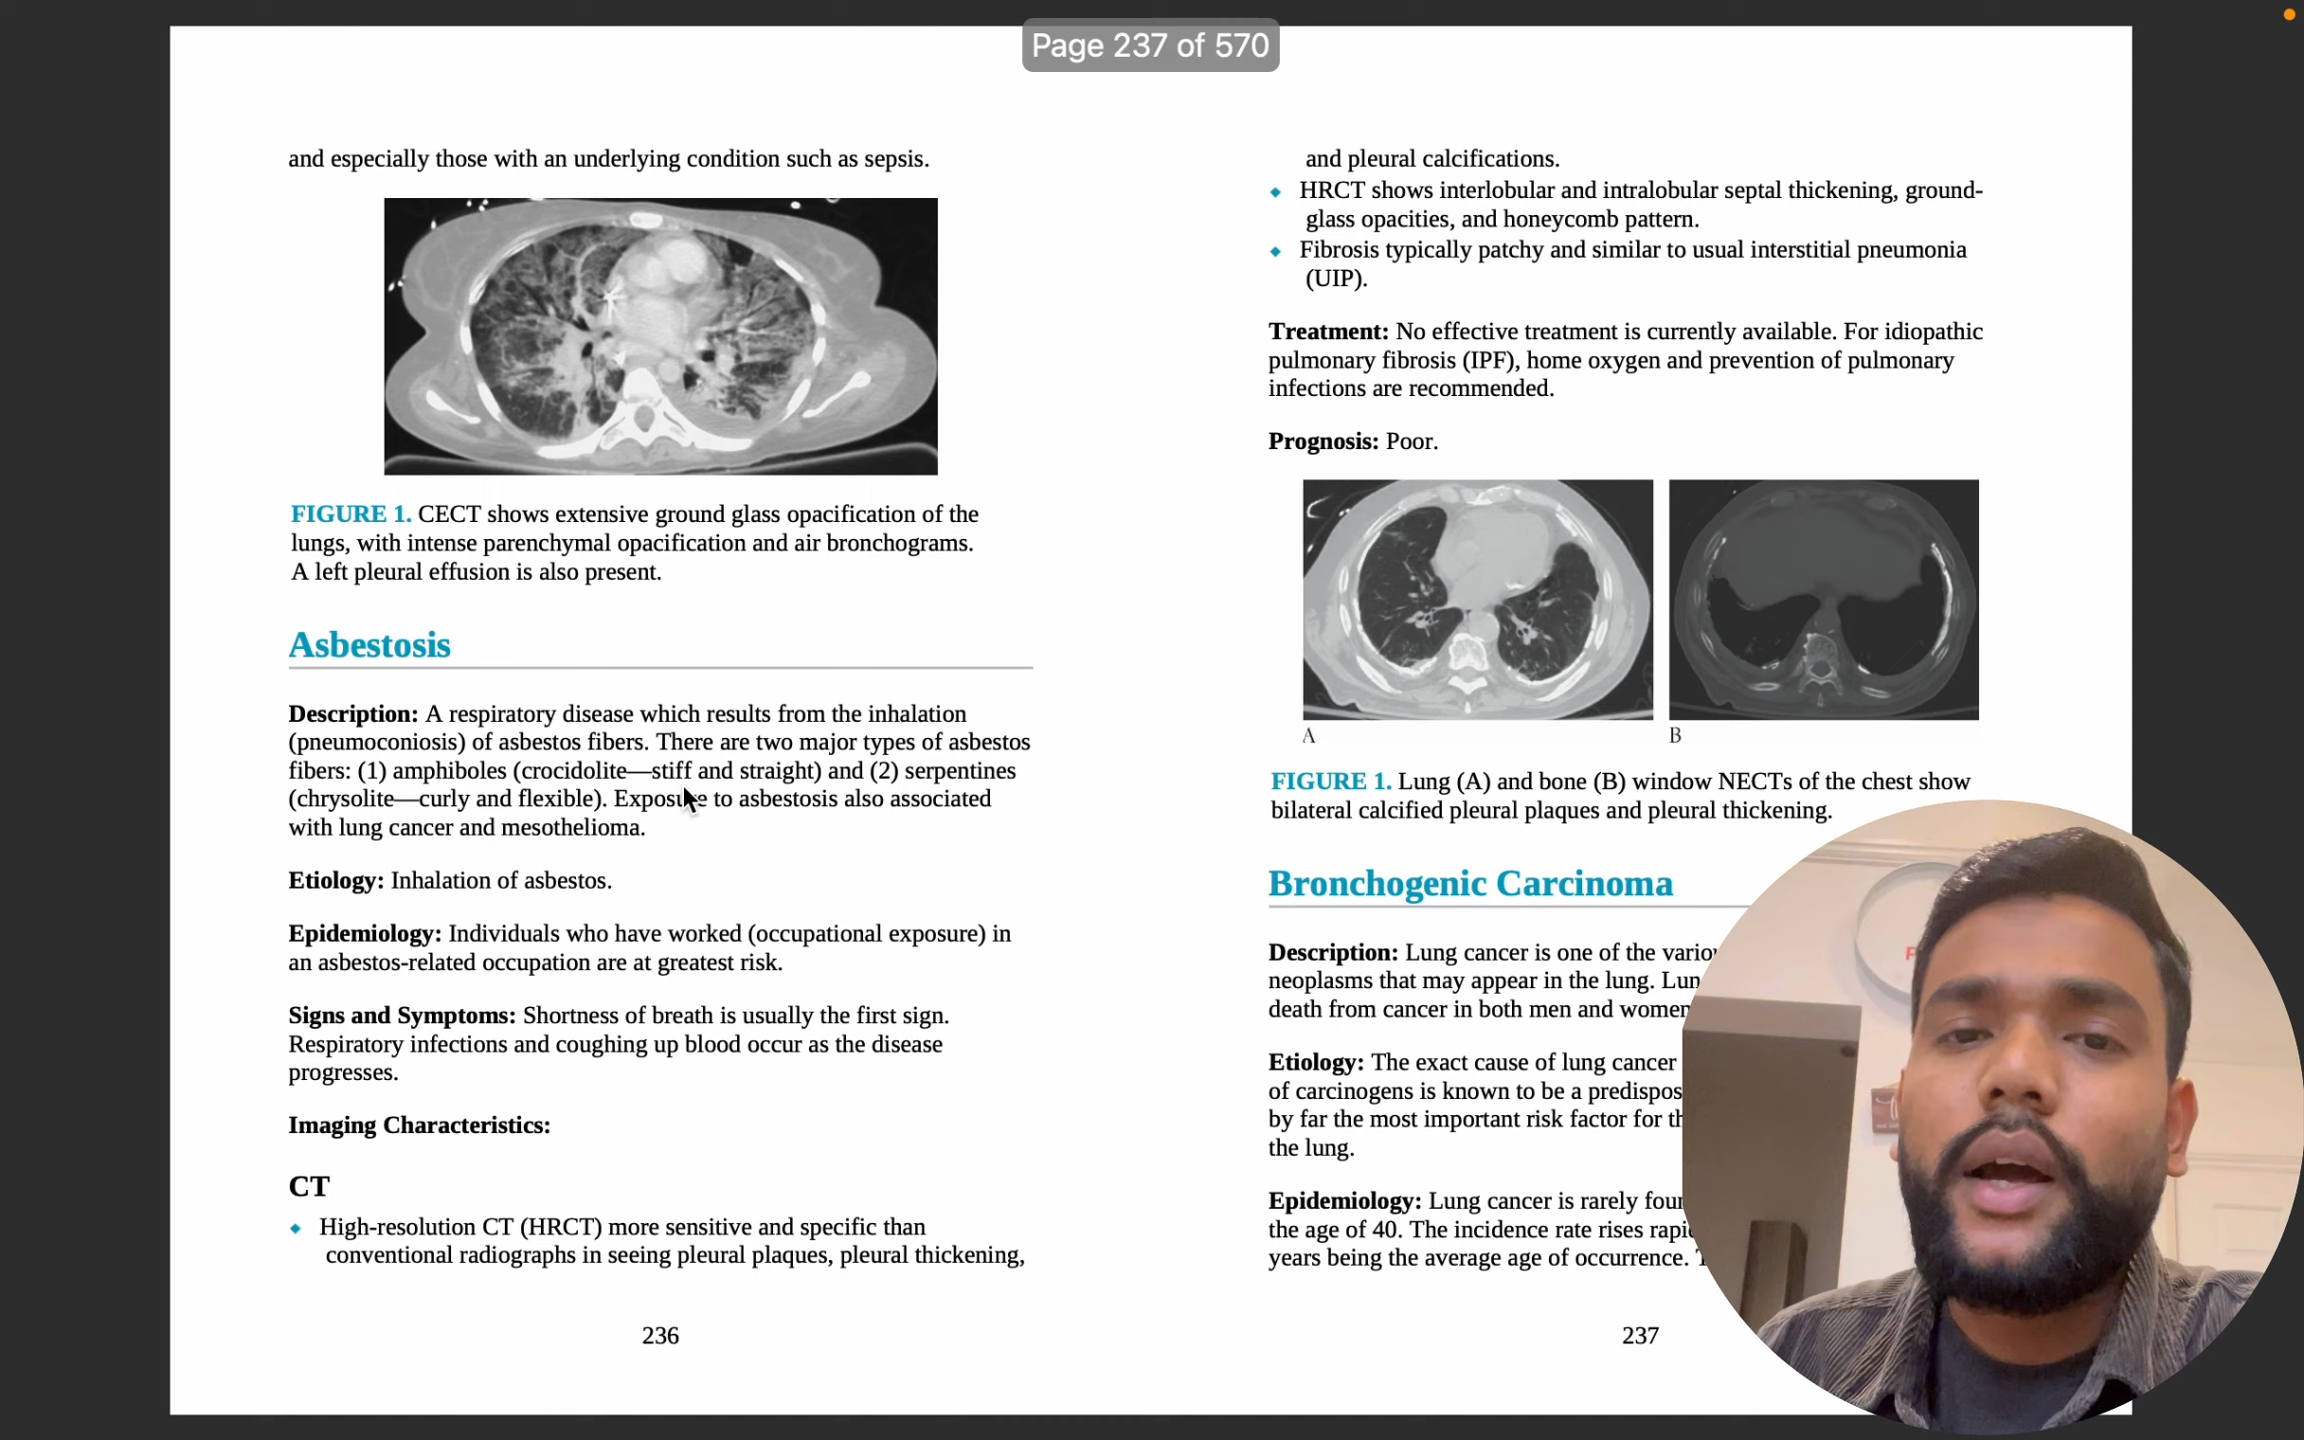 Page 237 of 570
and especially those with an underlying condition such as sepsis.
FIGURE 1. CECT shows extensive ground glass opacification of the
lungs, with intense parenchymal opacification and air bronchograms.
A left pleural effusion is also present.
Asbestosis
Description: A respiratory disease which results from the inhalation
(pneumoconiosis) of asbestos fibers. There are two major types of asbestos
fibers: (1) amphiboles (crocidolite—stiff and straight) and (2) serpentines
(chrysolite—curly and flexible). Exposure to asbestosis also associated
with lung cancer and mesothelioma.
Etiology: Inhalation of asbestos.
Epidemiology: Individuals who have worked (occupational exposure) in
an asbestos-related occupation are at greatest risk.
Signs and Symptoms: Shortness of breath is usually the first sign.
Respiratory infections and coughing up blood occur as the disease
progresses.
Imaging Characteristics:
CT
◆ High-resolution CT (HRCT) more sensitive and specific than
conventional radiographs in seeing pleural plaques, pleural thickening,
236
and pleural calcifications.
◆ HRCT shows interlobular and intralobular septal thickening, ground-
glass opacities, and honeycomb pattern.
◆ Fibrosis typically patchy and similar to usual interstitial pneumonia
(UIP).
Treatment: No effective treatment is currently available. For idiopathic
pulmonary fibrosis (IPF), home oxygen and prevention of pulmonary
infections are recommended.
Prognosis: Poor.
A B
FIGURE 1. Lung (A) and bone (B) window NECTs of the chest show
bilateral calcified pleural plaques and pleural thickening.
Bronchogenic Carcinoma
Description: Lung cancer is one of the
neoplasms that may appear in the lung.
death from cancer in both men and women
Etiology: The exact cause of lung cancer
of carcinogens is known to be a
by far the most important risk factor for
the lung.
Epidemiology: Lung cancer is rarely
the age of 40. The incidence rate rises
years being the average age of occurrence.
237